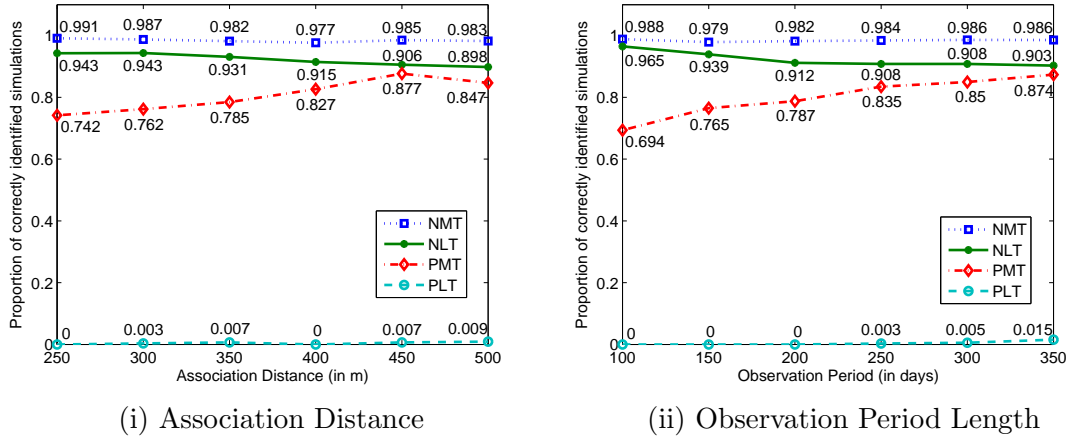 0.991 0.987 0.982 0.977 0.985 0.983
1
0.943 0.943 0.931 0.915 0.906 0.898
0.8
0.742 0.762 0.785 0.827 0.877 0.847
0.6
0.4
0.2
0
Proportion of correctly identified simulations
NMT
NLT
PMT
PLT
0 0.003 0.007 0 0.007 0.009
250 300 350 400 450 500
Association Distance (in m)
(i) Association Distance
0.988 0.979 0.982 0.984 0.986 0.986
1
0.965 0.939 0.912 0.908 0.908 0.903
0.8
0.694 0.765 0.787 0.835 0.85 0.874
0.6
0.4
0.2
0
Proportion of correctly identified simulations
NMT
NLT
PMT
PLT
0 0 0 0.003 0.005 0.015
100 150 200 250 300 350
Observation Period (in days)
(ii) Observation Period Length